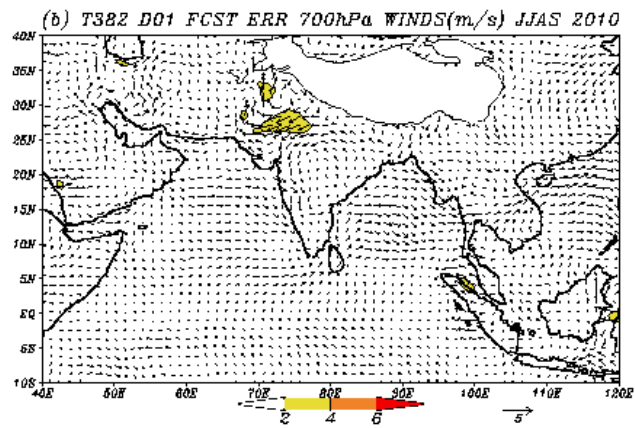 (b) T382 D01 FCST ERR 700hPa WINDS(m/s) JJAS 2010
40N
35N
30N
25N
20N
15N
10N
5N
EQ
5S
10S
40E 50E 60E 70E 80E 90E 100E 110E 120E
2 4 6
5